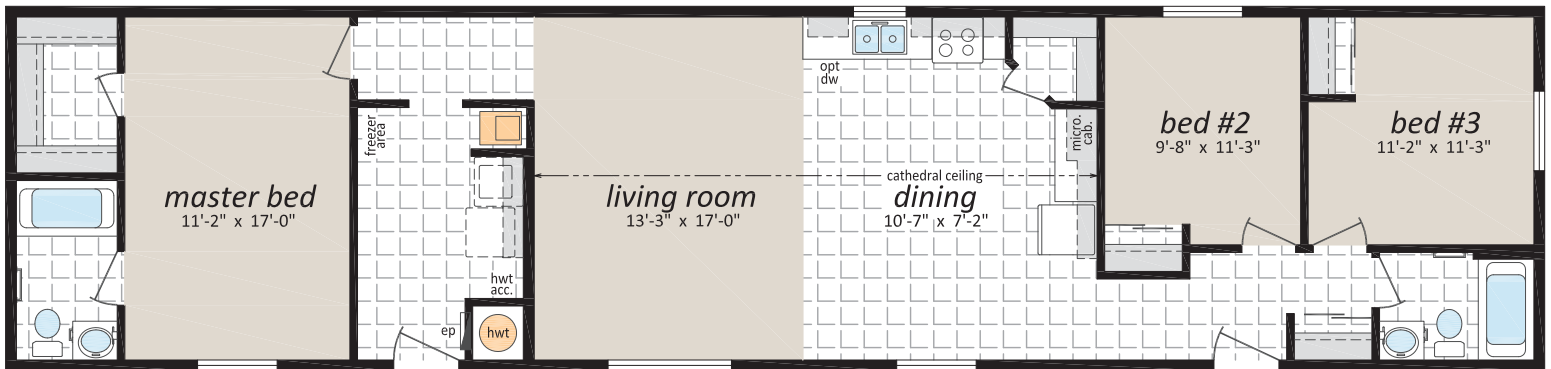 opt
dw
freezer
area
micro.
cab.
bed #2
9'-8" x 11'-3"
bed #3
11'-2" x 11'-3"
cathedral ceiling
master bed
11'-2" x 17'-0"
living room
13'-3" x 17'-0"
dining
10'-7" x 7'-2"
hwt
acc.
ep
hwt